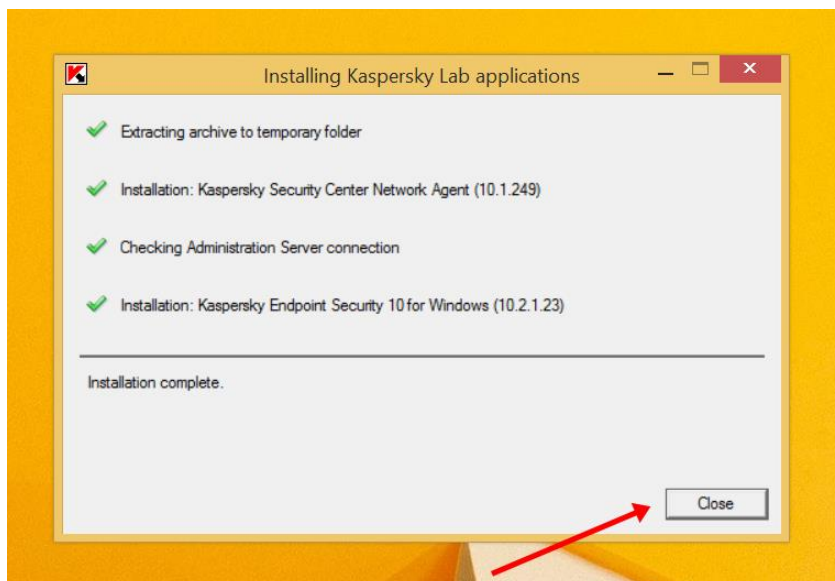 Installing Kaspersky Lab applications
Extracting archive to temporary folder
Installation: Kaspersky Security Center Network Agent (10.1.249)
Checking Administration Server connection
Installation: Kaspersky Endpoint Security 10 for Windows (10.2.1.23)
Installation complete.
Close